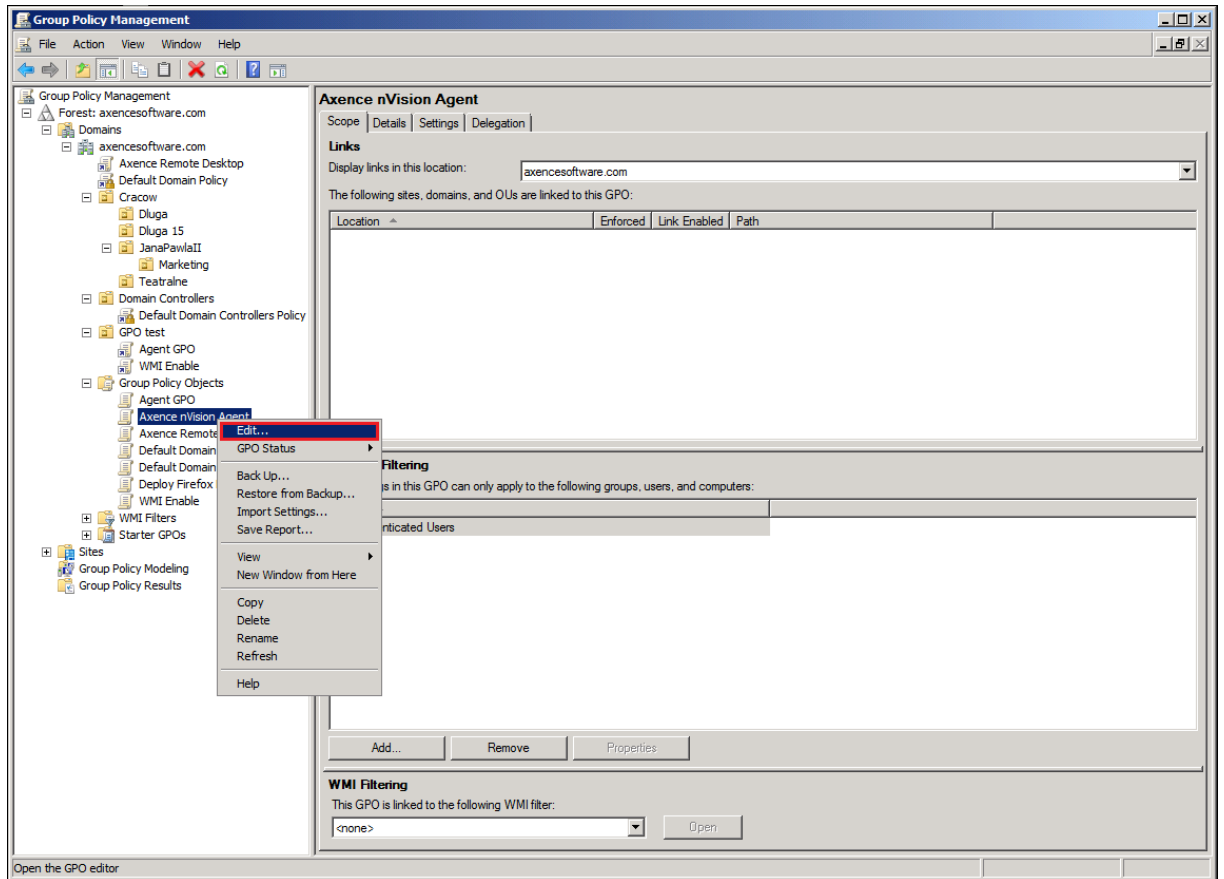 Group Policy Management
File Action View Window Help
Group Policy Management
Forest: axencesoftware.com
Domains
axencesoftware.com
Axence Remote Desktop
Default Domain Policy
Cracow
Dluga
Dluga 15
JanaPawlaII
Marketing
Teatralne
Domain Controllers
Default Domain Controllers Policy
GPO test
Agent GPO
WMI Enable
Group Policy Objects
Agent GPO
Axence nVision Agent
Axence Remote
Default Domain
Default Domain
Deploy Firefox
WMI Enable
WMI Filters
Starter GPOs
Sites
Group Policy Modeling
Group Policy Results
Edit...
GPO Status
Back Up...
Restore from Backup...
Import Settings...
Save Report...
View
New Window from Here
Copy
Delete
Rename
Refresh
Help
Axence nVision Agent
Scope Details Settings Delegation
Links
Display links in this location: axencesoftware.com
The following sites, domains, and OUs are linked to this GPO:
Location Enforced Link Enabled Path
Filtering
in this GPO can only apply to the following groups, users, and computers:
Users
Add... Remove Properties
WMI Filtering
This GPO is linked to the following WMI filter:
<none> Open
Open the GPO editor